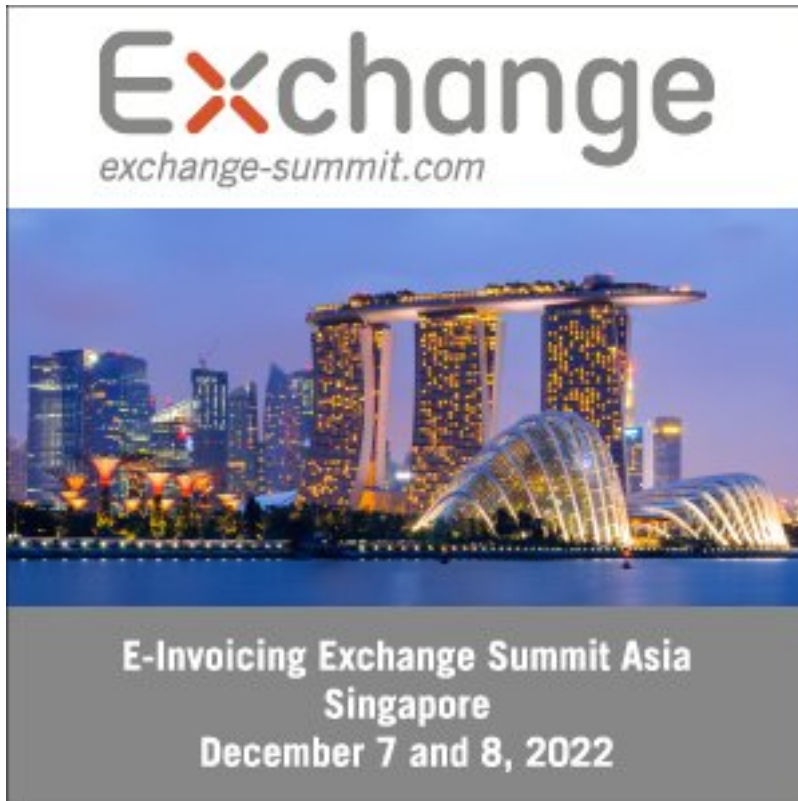 Exchange
exchange-summit.com
E-Invoicing Exchange Summit Asia
Singapore
December 7 and 8, 2022